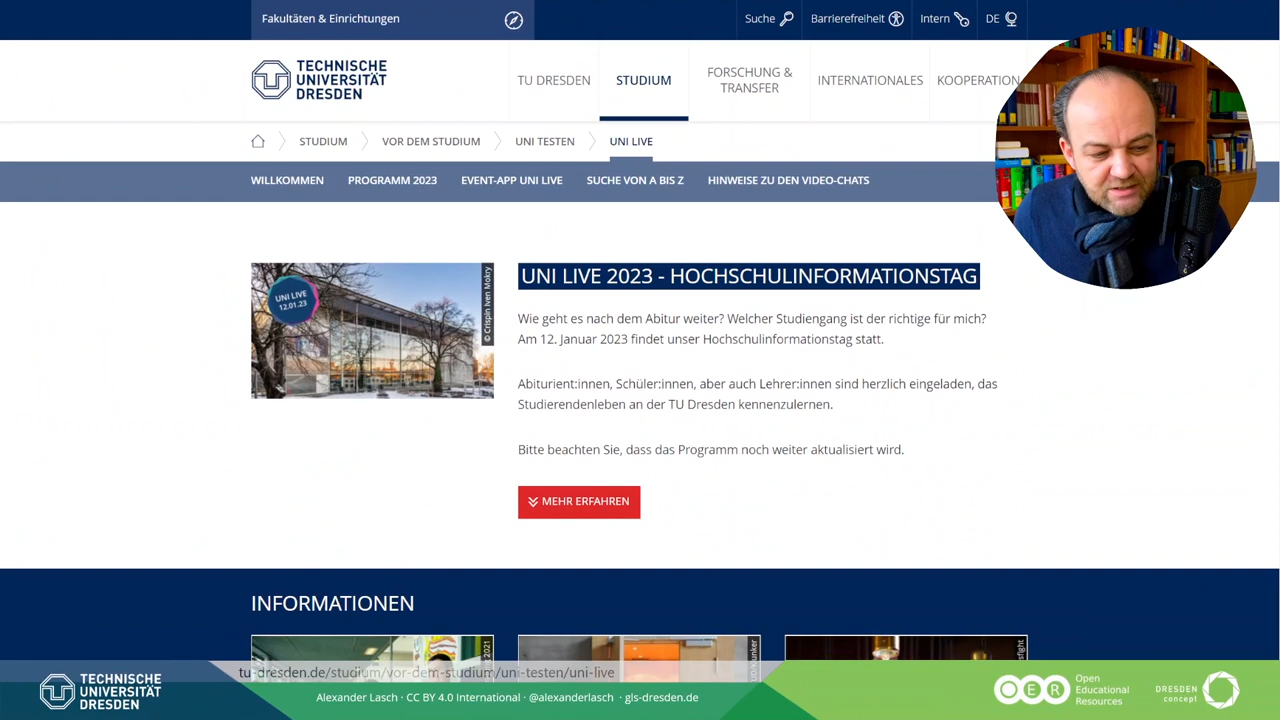 Fakultäten & Einrichtungen
Suche
Barrierefreiheit
Intern
DE
TECHNISCHE
UNIVERSITÄT
DRESDEN
TU DRESDEN
STUDIUM
FORSCHUNG &
TRANSFER
INTERNATIONALES
KOOPERATION
STUDIUM
VOR DEM STUDIUM
UNI TESTEN
UNI LIVE
WILLKOMMEN
PROGRAMM 2023
EVENT-APP UNI LIVE
SUCHE VON A BIS Z
HINWEISE ZU DEN VIDEO-CHATS
UNI LIVE
12.01.23
© Crispin Iven Mokry
UNI LIVE 2023 - HOCHSCHULINFORMATIONSTAG
Wie geht es nach dem Abitur weiter? Welcher Studiengang ist der richtige für mich?
Am 12. Januar 2023 findet unser Hochschulinformationstag statt.
Abiturient:innen, Schüler:innen, aber auch Lehrer:innen sind herzlich eingeladen, das
Studierendenleben an der TU Dresden kennenzulernen.
Bitte beachten Sie, dass das Programm noch weiter aktualisiert wird.
MEHR ERFAHREN
INFORMATIONEN
tu-dresden.de/studium/vor-dem-studium/uni-testen/uni-live
TECHNISCHE
UNIVERSITÄT
DRESDEN
Alexander Lasch · CC BY 4.0 International · @alexanderlasch · gls-dresden.de
OER
Open
Educational
Resources
DRESDEN
concept